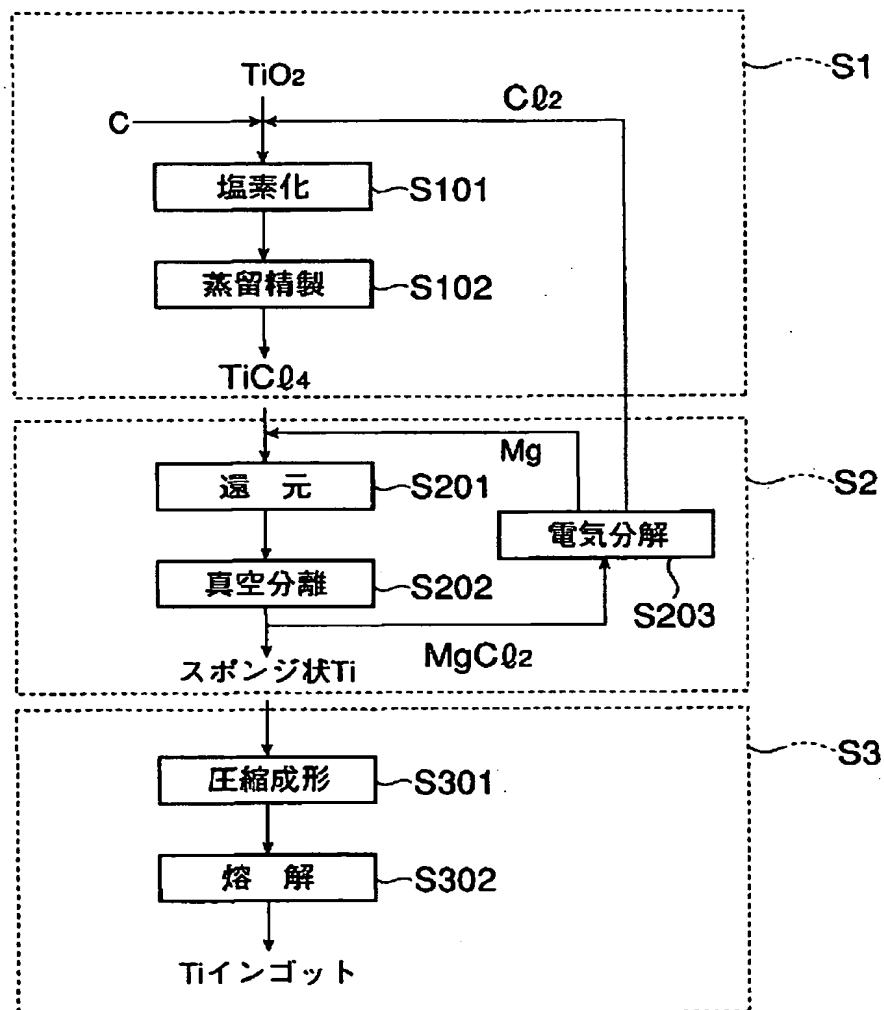 S1
TiO2
Cℓ2
C
塩素化
S101
蒸留精製
S102
TiCℓ4
Mg
還 元
S201
S2
電気分解
真空分離
S202
S203
MgCℓ2
スポンジ状Ti
S3
圧縮成形
S301
熔 解
S302
Tiインゴット